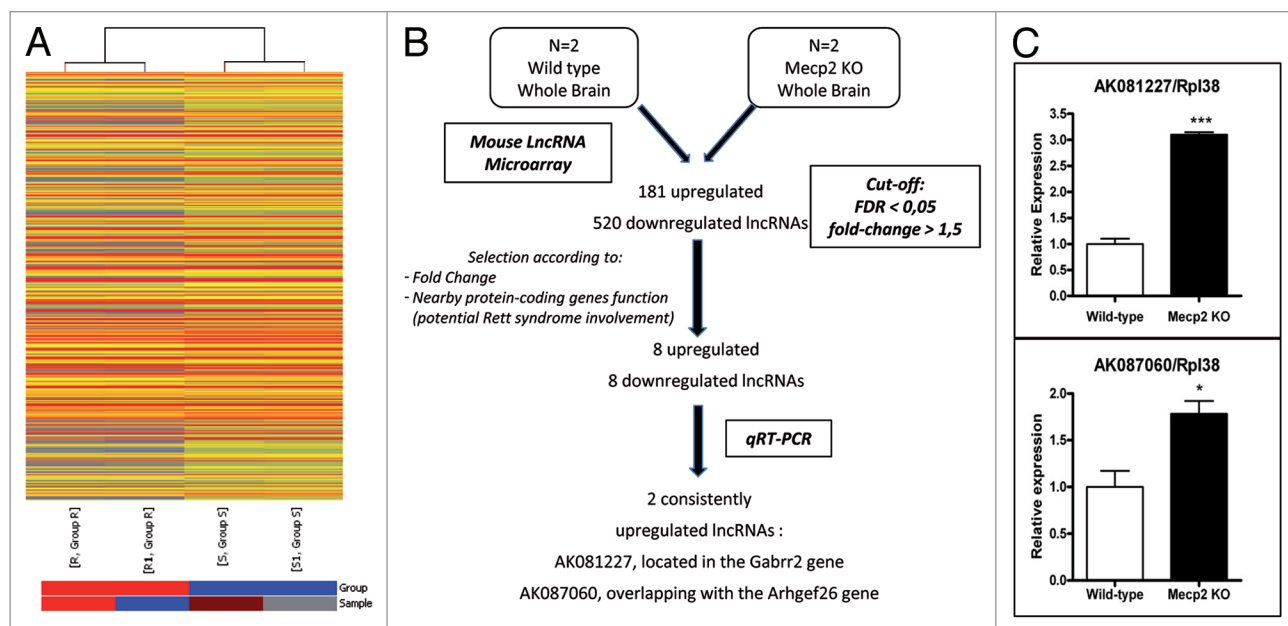 A
[R, Group R]
[R1, Group R]
[S, Group S]
[S1, Group S]
Group
Sample
B
N=2
Wild type
Whole Brain
N=2
Mecp2 KO
Whole Brain
Mouse LncRNA
Microarray
181 upregulated
520 downregulated lncRNAs
Cut-off:
FDR < 0,05
fold-change > 1,5
Selection according to:
- Fold Change
- Nearby protein-coding genes function
(potential Rett syndrome involvement)
8 upregulated
8 downregulated lncRNAs
qRT-PCR
2 consistently
upregulated lncRNAs :
AK081227, located in the Gabrr2 gene
AK087060, overlapping with the Arhgef26 gene
C
AK081227/Rpl38
Relative Expression
3.5
3.0
2.5
2.0
1.5
1.0
0.5
0.0
***
Wild-type
Mecp2 KO
AK087060/Rpl38
Relative expression
2.0
1.5
1.0
0.5
0.0
*
Wild-type
Mecp2 KO